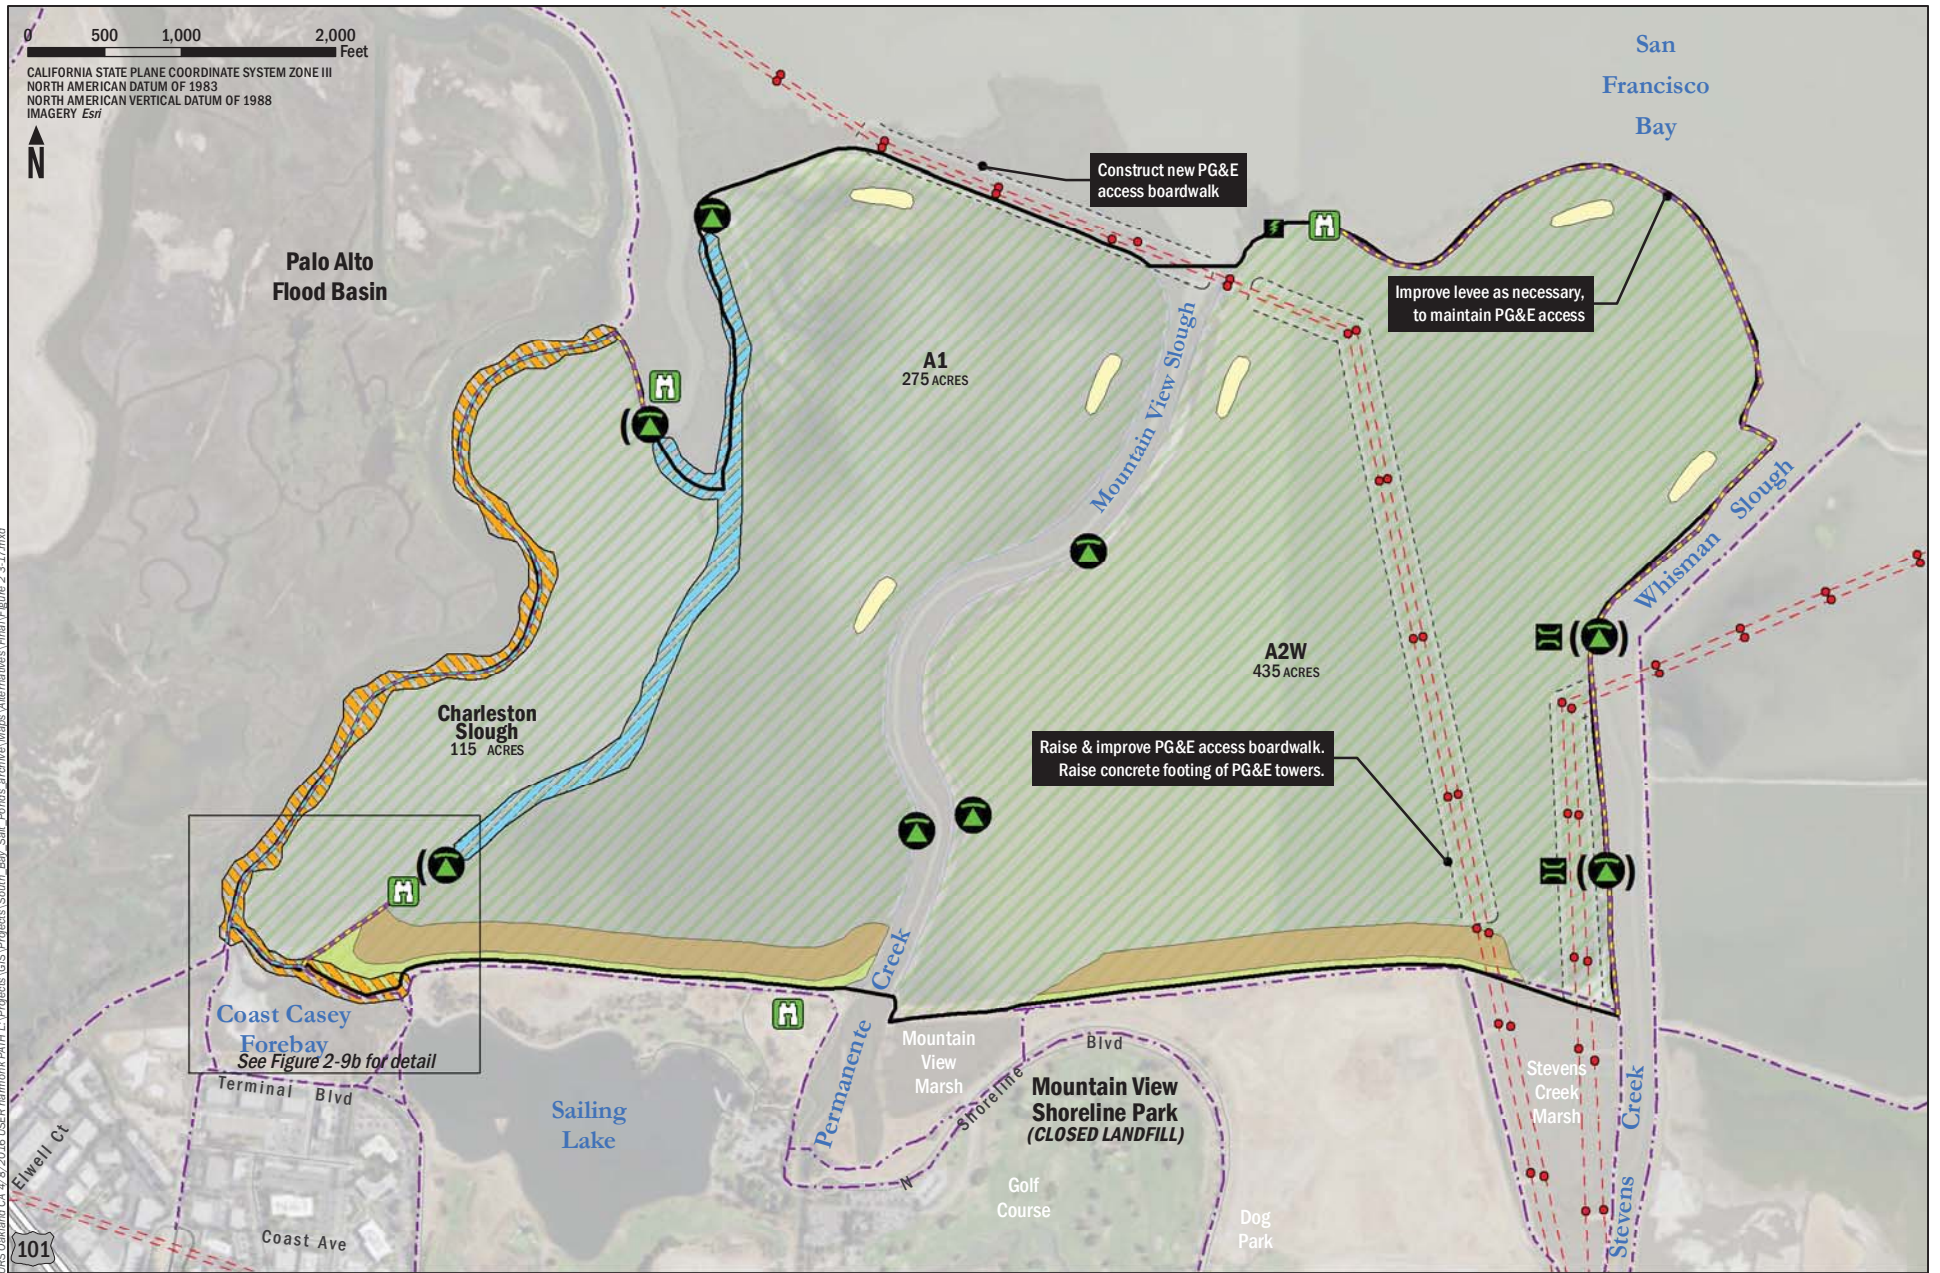 0 500 1,000 2,000
Feet
CALIFORNIA STATE PLANE COORDINATE SYSTEM ZONE III
NORTH AMERICAN DATUM OF 1983
NORTH AMERICAN VERTICAL DATUM OF 1988
IMAGERY Esri
N
San
Francisco
Bay
Construct new PG&E
access boardwalk
Palo Alto
Flood Basin
Improve levee as necessary,
to maintain PG&E access
A1
275 ACRES
Mountain View Slough
Whisman Slough
A2W
435 ACRES
Charleston
Slough
115 ACRES
Raise & improve PG&E access boardwalk.
Raise concrete footing of PG&E towers.
Coast Casey
Forebay
See Figure 2-9b for detail
Permanente Creek
Mountain
View
Marsh
N Shoreline Blvd
Mountain View
Shoreline Park
(CLOSED LANDFILL)
Stevens
Creek
Marsh
Stevens Creek
Terminal Blvd
Sailing
Lake
Elwell Ct
Golf
Course
Dog
Park
Coast Ave
101